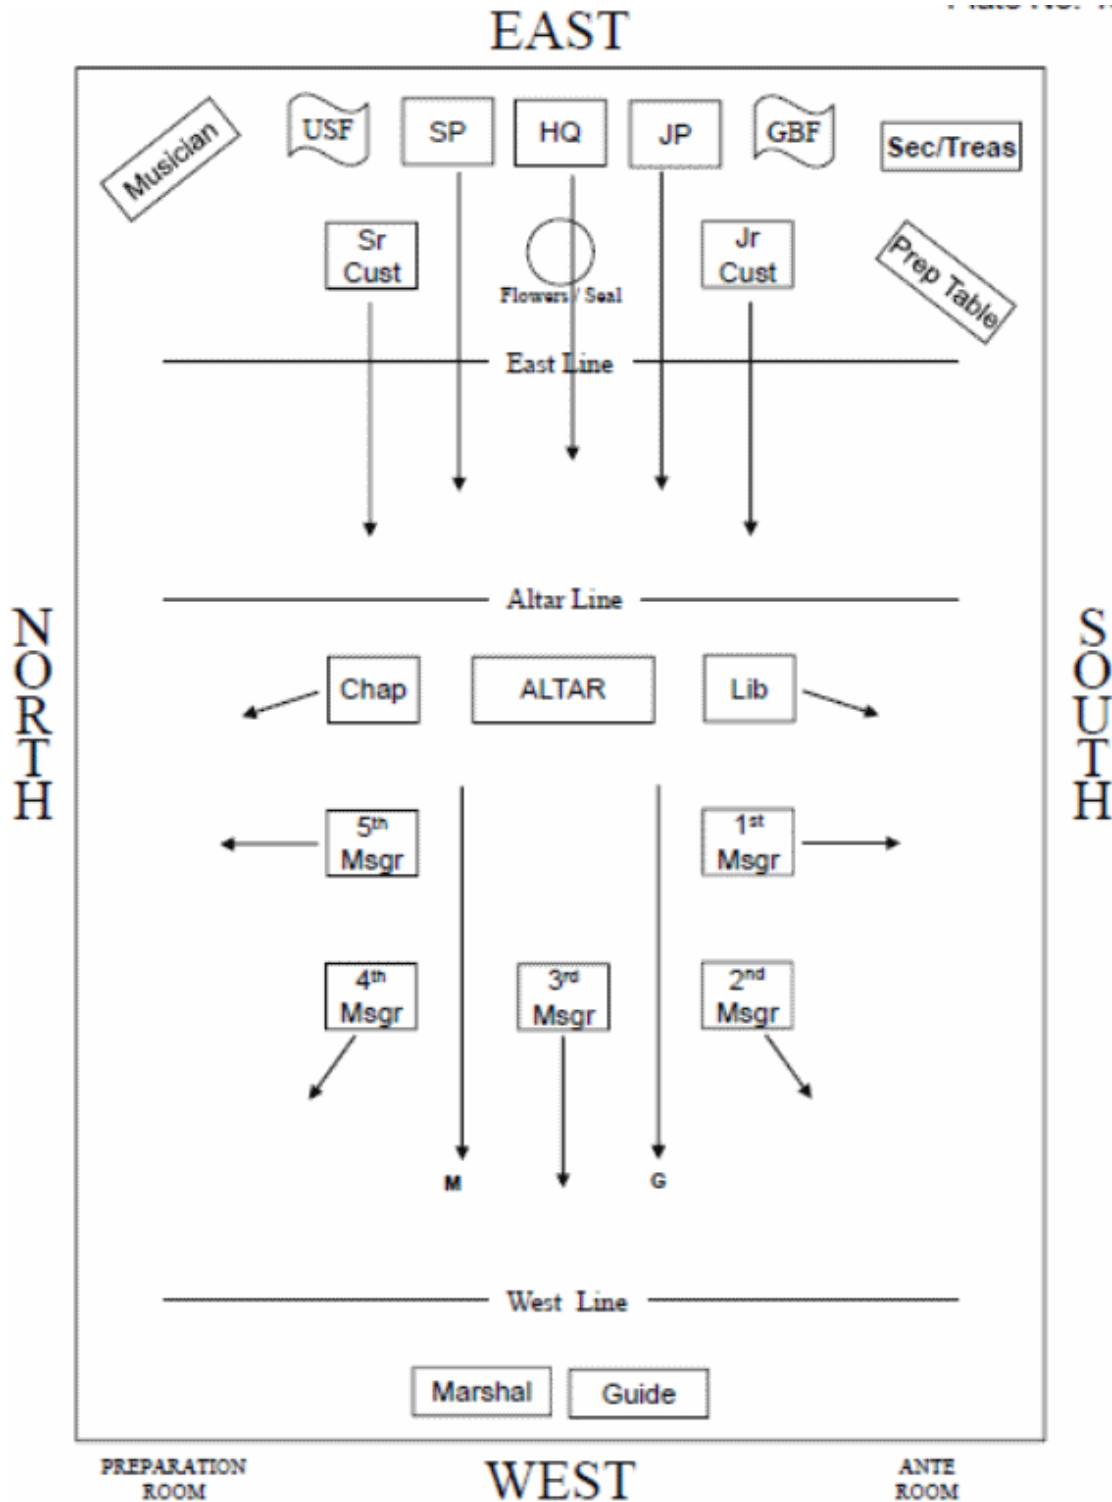 EAST
Musician
USF
SP
HQ
JP
GBF
Sec/Treas
Sr
Cust
Flowers / Seal
Jr
Cust
Prep Table
East Line
Altar Line
NORTH
SOUTH
Chap
ALTAR
Lib
5th
Msgr
1st
Msgr
4th
Msgr
3rd
Msgr
2nd
Msgr
M
G
West Line
Marshal
Guide
PREPARATION
ROOM
WEST
ANTE
ROOM